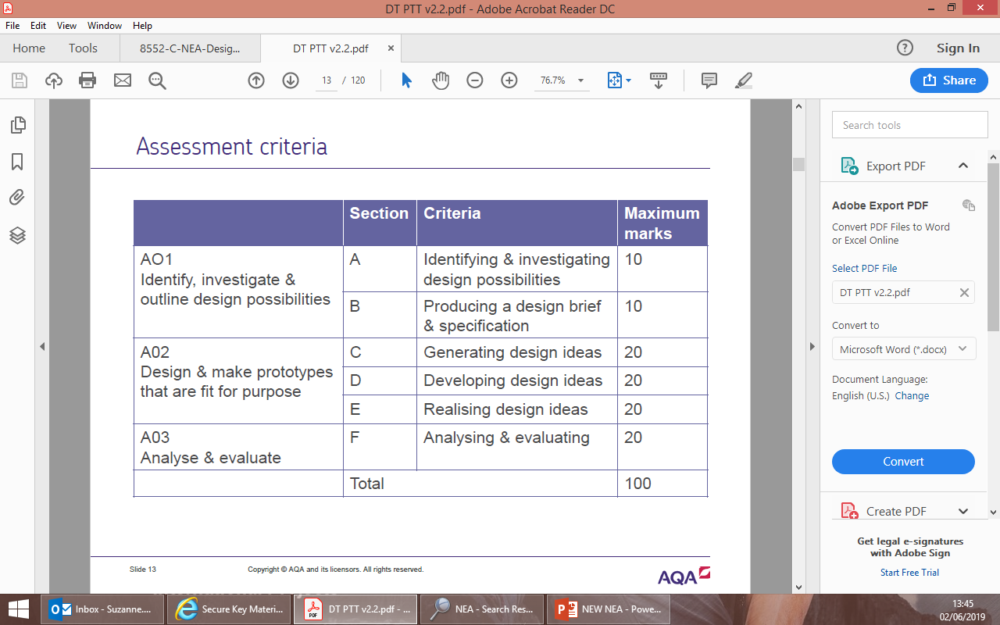 DT PTT v2.2.pdf - Adobe Acrobat Reader DC
File Edit View Window Help
Home Tools 8552-C-NEA-Desig... DT PTT v2.2.pdf Sign In
13 / 120 76.7% Share
Assessment criteria
Section Criteria Maximum
marks
AO1 A Identifying & investigating 10
Identify, investigate & design possibilities
outline design possibilities
B Producing a design brief 10
& specification
A02 C Generating design ideas 20
Design & make prototypes
that are fit for purpose
D Developing design ideas 20
E Realising design ideas 20
A03 F Analysing & evaluating 20
Analyse & evaluate
Total 100
Slide 13 Copyright © AQA and its licensors. All rights reserved.
AQA
Search tools
Export PDF
Adobe Export PDF
Convert PDF Files to Word
or Excel Online
Select PDF File
DT PTT v2.2.pdf
Convert to
Microsoft Word (*.docx)
Document Language:
English (U.S.) Change
Convert
Create PDF
Get legal e-signatures
with Adobe Sign
Start Free Trial
Inbox - Suzanne.... Secure Key Materi... DT PTT v2.2.pdf - ... NEA - Search Res... NEW NEA - Powe...
13:45
02/06/2019